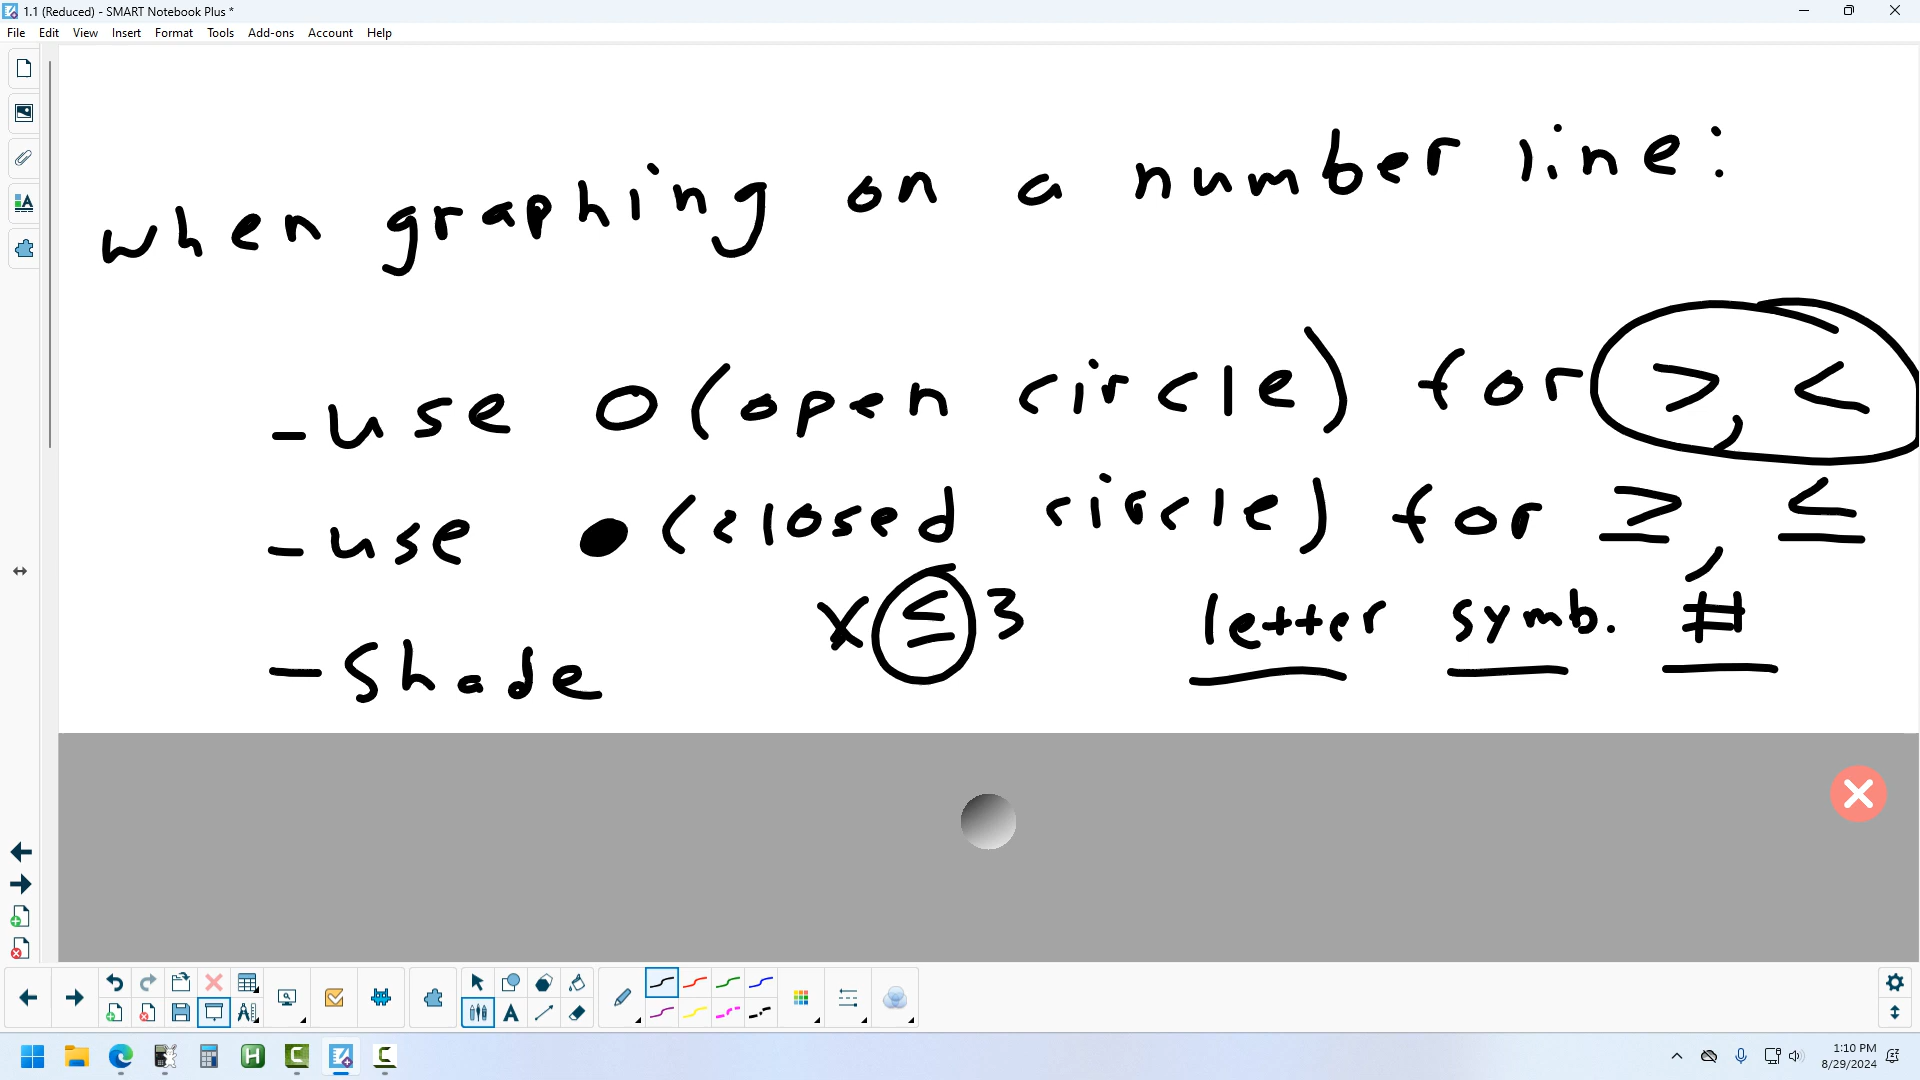 1.1 (Reduced) - SMART Notebook Plus *
File Edit View Insert Format Tools Add-ons Account Help
when graphing on a number line:
- use O (open circle) for >, <
- use ● (closed circle) for ≥, ≤
x ≤ 3 letter symb. #
- Shade
1:10 PM
8/29/2024